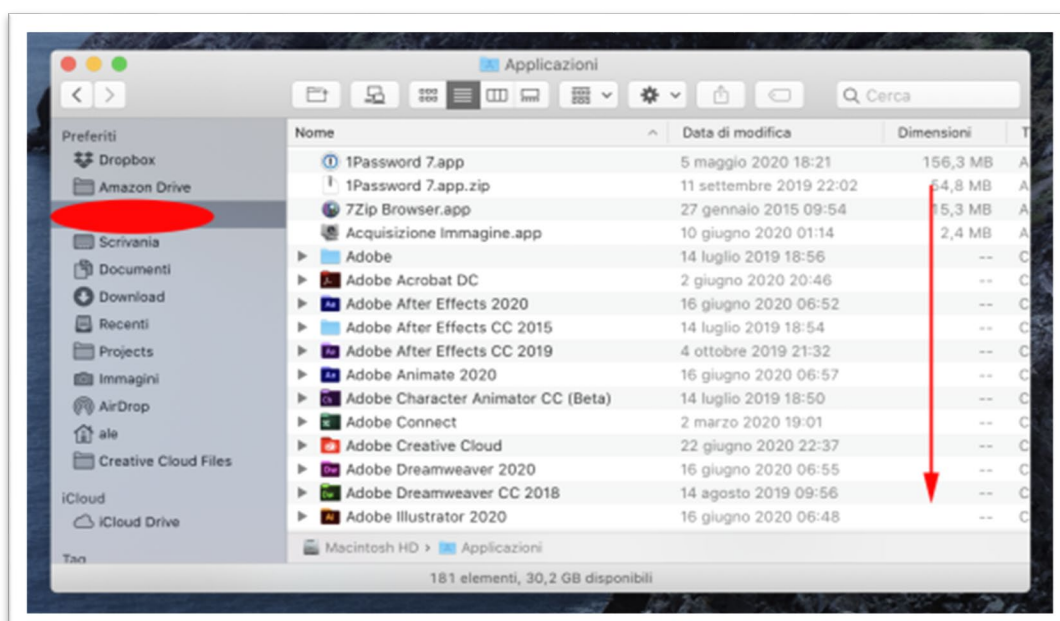 Applicazioni
Cerca
Preferiti
Dropbox
Amazon Drive
Scrivania
Documenti
Download
Recenti
Projects
Immagini
AirDrop
ale
Creative Cloud Files
iCloud
iCloud Drive
Tag
Nome Data di modifica Dimensioni T
1Password 7.app 5 maggio 2020 18:21 156,3 MB A
1Password 7.app.zip 11 settembre 2019 22:02 54,8 MB A
7Zip Browser.app 27 gennaio 2015 09:54 15,3 MB A
Acquisizione Immagine.app 10 giugno 2020 01:14 2,4 MB A
Adobe 14 luglio 2019 18:56 -- C
Adobe Acrobat DC 2 giugno 2020 20:46 -- C
Adobe After Effects 2020 16 giugno 2020 06:52 -- C
Adobe After Effects CC 2015 14 luglio 2019 18:54 -- C
Adobe After Effects CC 2019 4 ottobre 2019 21:32 -- C
Adobe Animate 2020 16 giugno 2020 06:57 -- C
Adobe Character Animator CC (Beta) 14 luglio 2019 18:50 -- C
Adobe Connect 2 marzo 2020 19:01 -- C
Adobe Creative Cloud 22 giugno 2020 22:37 -- C
Adobe Dreamweaver 2020 16 giugno 2020 06:55 -- C
Adobe Dreamweaver CC 2018 14 agosto 2019 09:56 -- C
Adobe Illustrator 2020 16 giugno 2020 06:48 -- C
Macintosh HD › Applicazioni
181 elementi, 30,2 GB disponibili